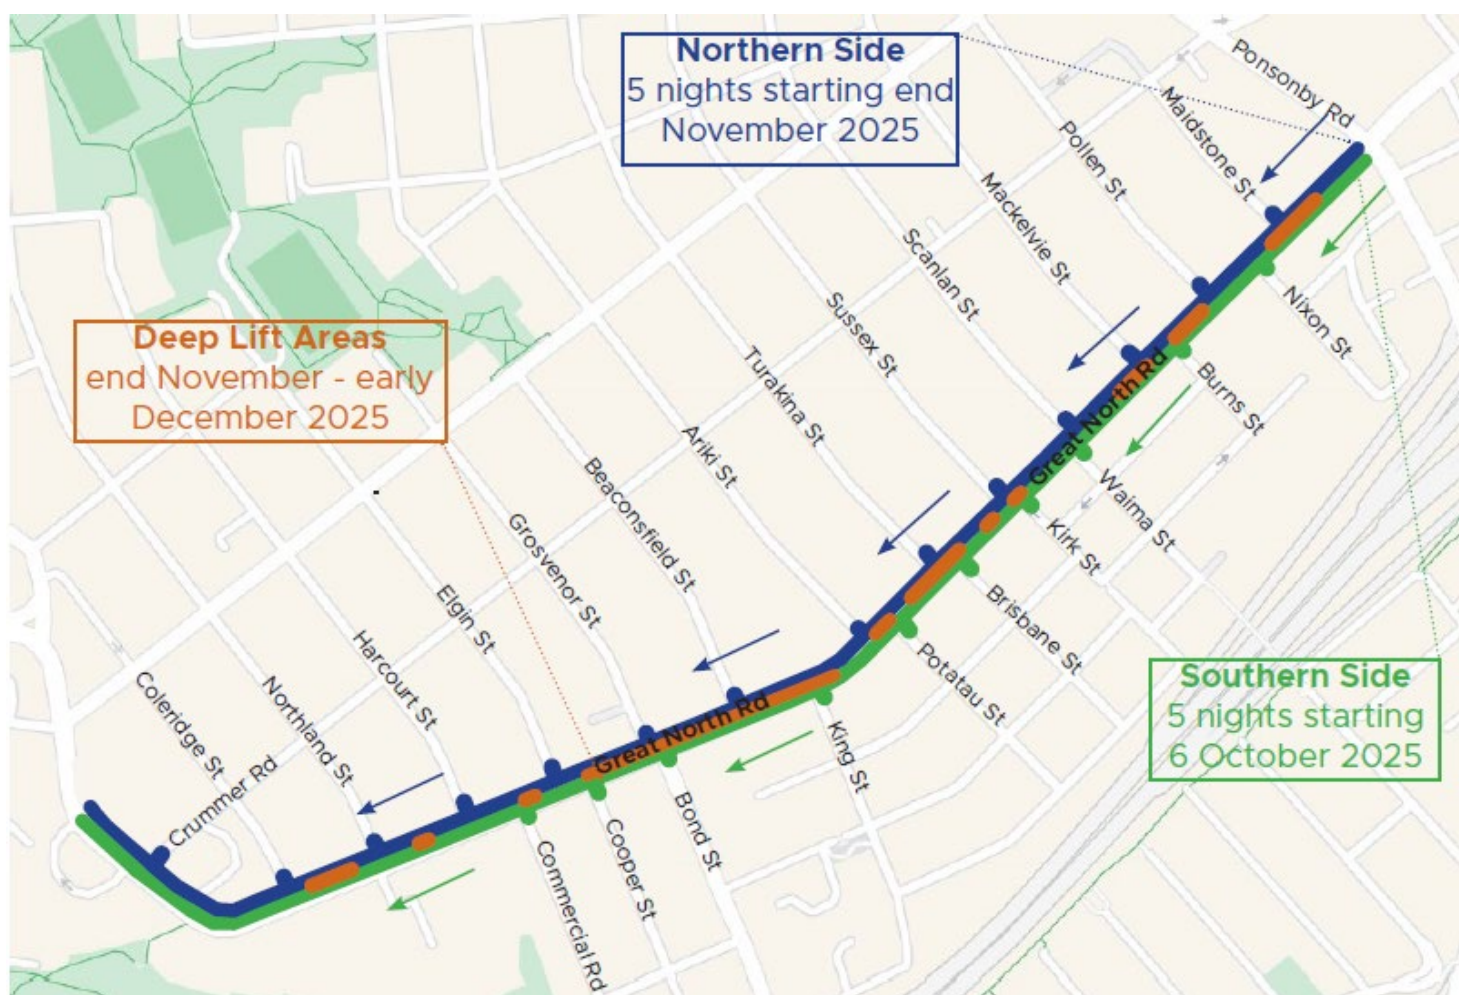 Northern Side
5 nights starting end
November 2025
Ponsonby Rd
Maidstone St
Pollen St
Mackelvie St
Scanlan St
Sussex St
Turakina St
Ariki St
Beaconsfield St
Grosvenor St
Elgin St
Harcourt St
Northland St
Coleridge St
Crummer Rd
Deep Lift Areas
end November - early
December 2025
Nixon St
Burns St
Great North Rd
Waima St
Kirk St
Brisbane St
Potatau St
King St
Great North Rd
Bond St
Cooper St
Commercial Rd
Southern Side
5 nights starting
6 October 2025